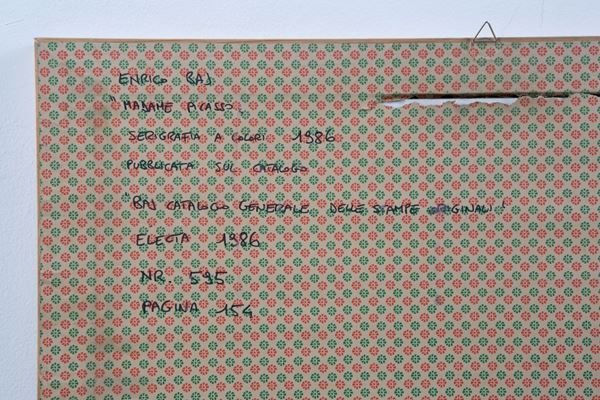 ENRICO BAJ
"MADAME PICASSO"
SERIGRAFIA A COLORI 1986
PUBBLICATA SUL CATALOGO
BAJ CATALOGO GENERALE DELLE STAMPE ORIGINALI"
ELECTA 1986
NR. 595
PAGINA 154